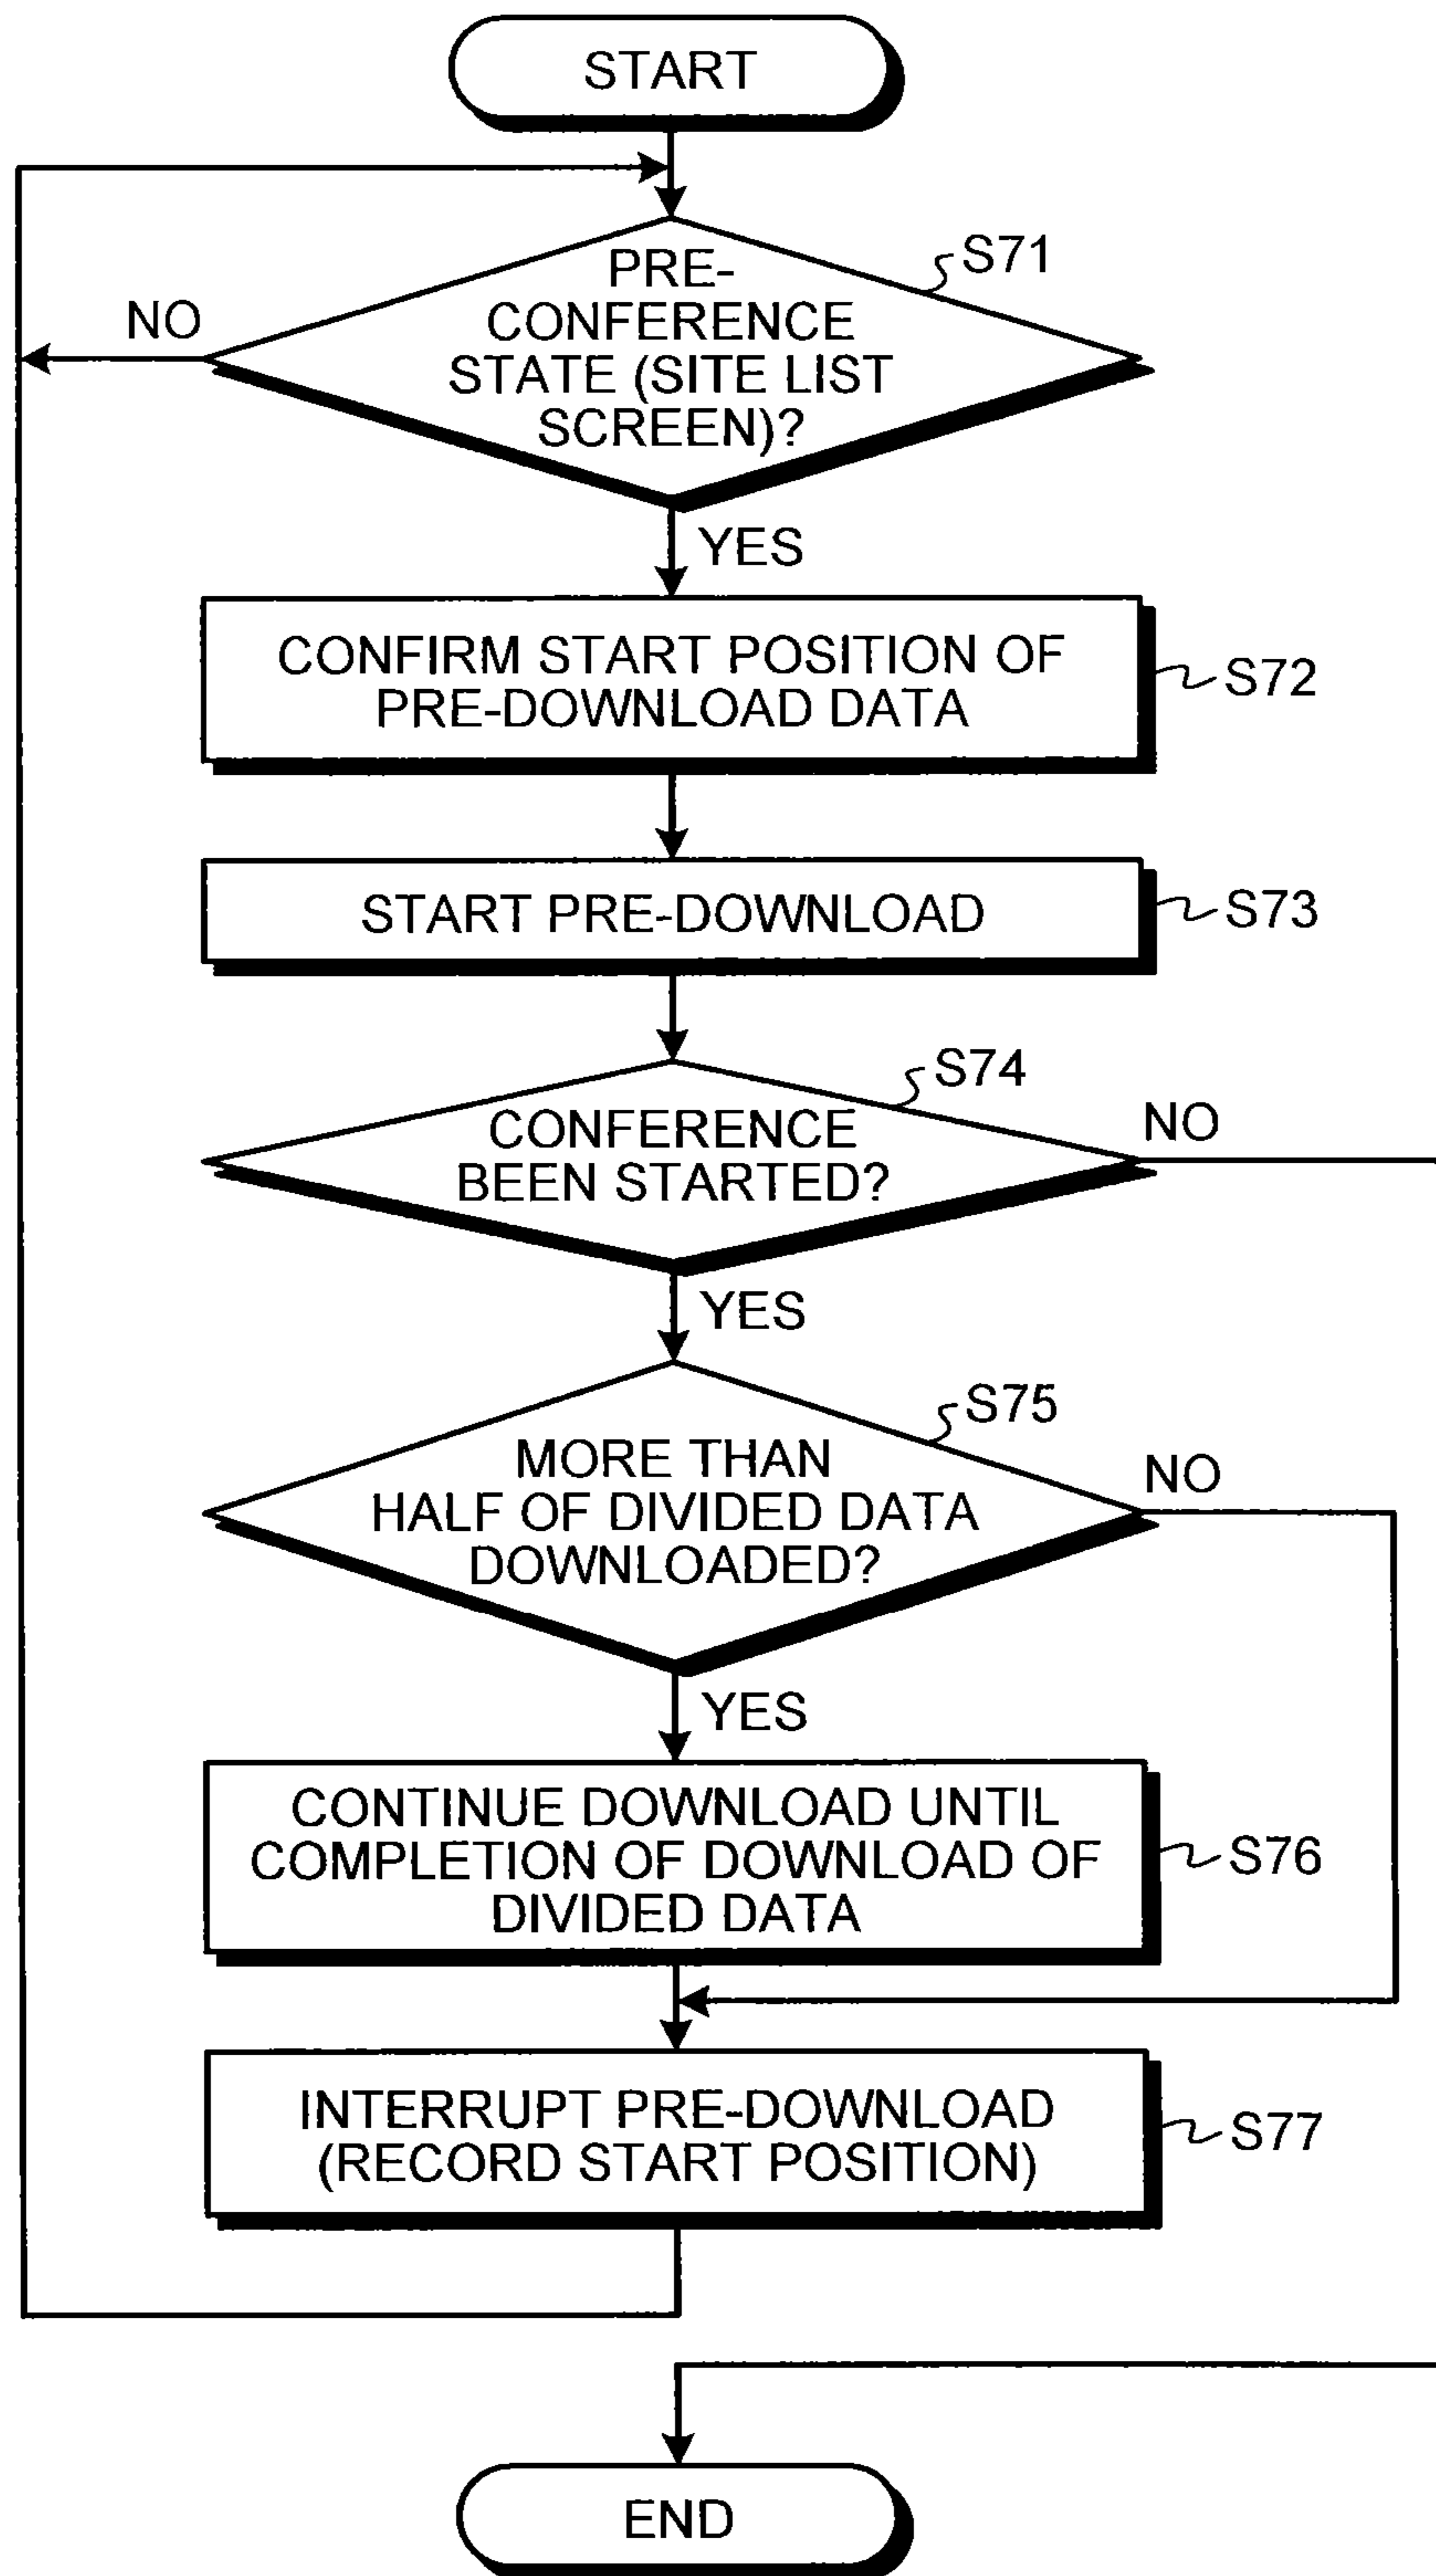 START
S71
PRE-
CONFERENCE
STATE (SITE LIST
SCREEN)?
NO
YES
CONFIRM START POSITION OF
PRE-DOWNLOAD DATA
S72
START PRE-DOWNLOAD
S73
S74
CONFERENCE
BEEN STARTED?
NO
YES
S75
MORE THAN
HALF OF DIVIDED DATA
DOWNLOADED?
NO
YES
CONTINUE DOWNLOAD UNTIL
COMPLETION OF DOWNLOAD OF
DIVIDED DATA
S76
INTERRUPT PRE-DOWNLOAD
(RECORD START POSITION)
S77
END